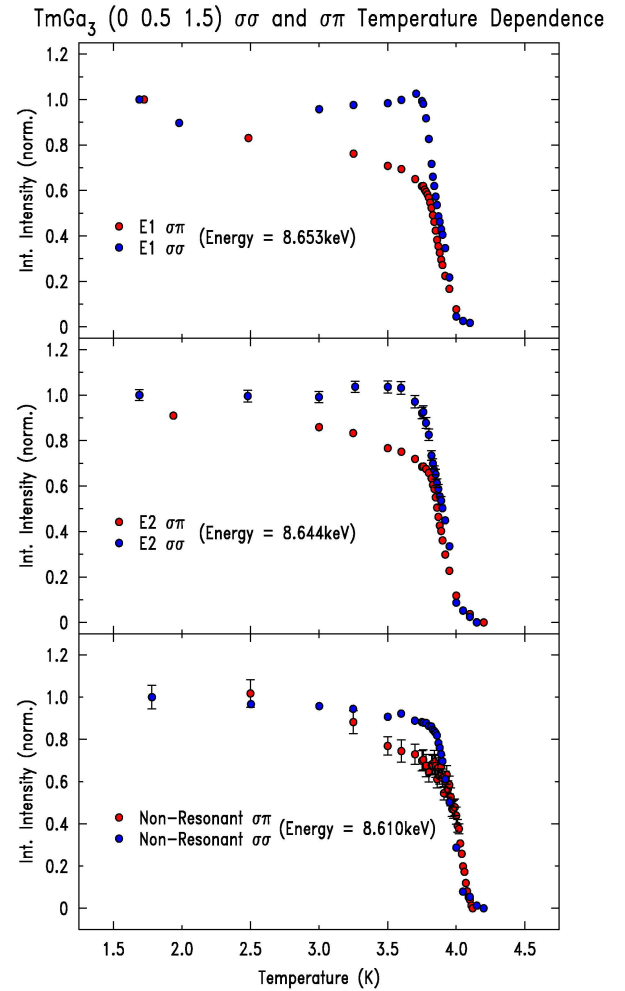 TmGa3 (0 0.5 1.5) σσ and σπ Temperature Dependence
1.2
1.0
0.8
0.6
0.4
0.2
0
Int. Intensity (norm.)
E1 σπ
E1 σσ
(Energy = 8.653keV)
1.2
1.0
0.8
0.6
0.4
0.2
0
Int. Intensity (norm.)
E2 σπ
E2 σσ
(Energy = 8.644keV)
1.2
1.0
0.8
0.6
0.4
0.2
0
Int. Intensity (norm.)
Non-Resonant σπ
Non-Resonant σσ
(Energy = 8.610keV)
1.5 2.0 2.5 3.0 3.5 4.0 4.5
Temperature (K)